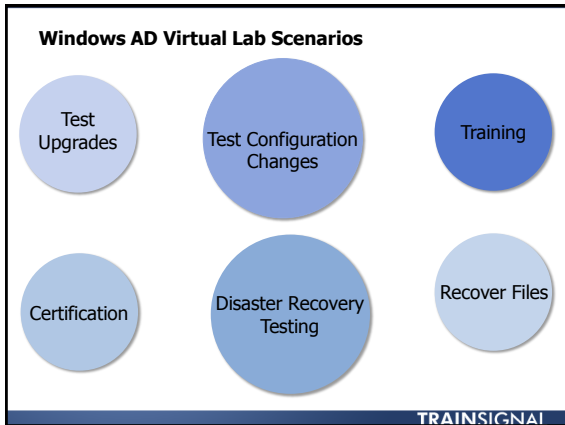 Windows AD Virtual Lab Scenarios
Test
Upgrades
Test Configuration
Changes
Training
Certification
Disaster Recovery
Testing
Recover Files
TRAINSIGNAL